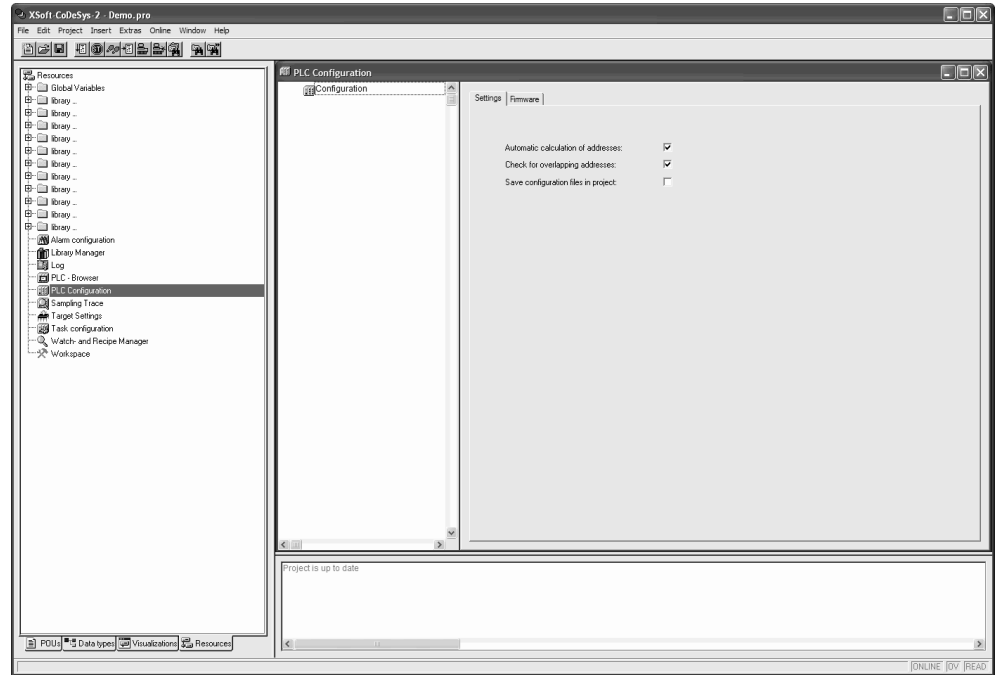 XSoft-CoDeSys-2 - Demo.pro
File Edit Project Insert Extras Online Window Help
Resources
Global Variables
library ..
library ..
library ..
library ..
library ..
library ..
library ..
library ..
library ..
library ..
library ..
Alarm configuration
Library Manager
Log
PLC - Browser
PLC Configuration
Sampling Trace
Target Settings
Task configuration
Watch- and Recipe Manager
Workspace
POUs Data types Visualizations Resources
PLC Configuration
Configuration
Settings Firmware
Automatic calculation of addresses:
Check for overlapping addresses:
Save configuration files in project:
Project is up to date
ONLINE OV READ